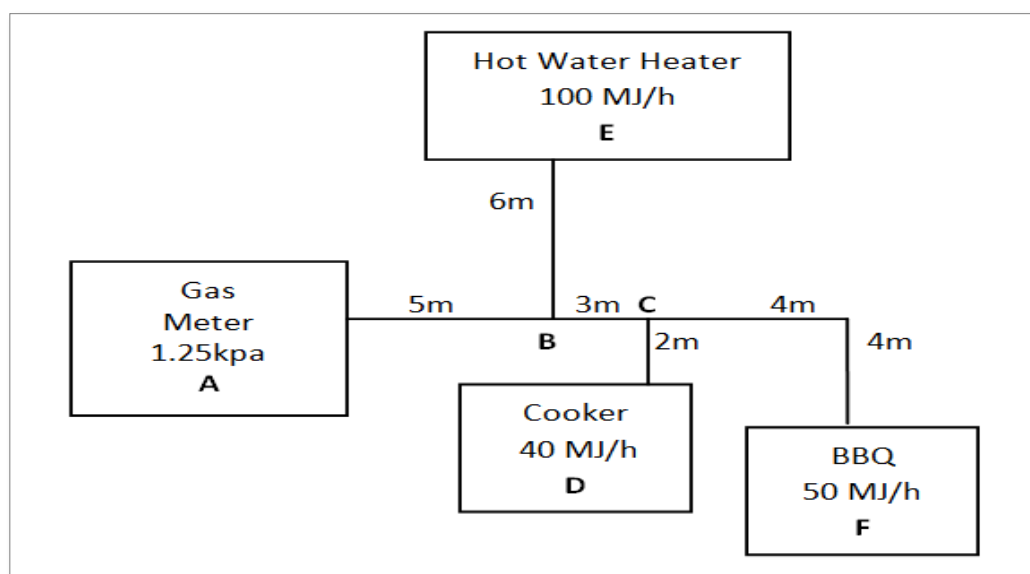 Hot Water Heater
100 MJ/h
E
6m
Gas
Meter
1.25kpa
A
5m
3m
C
4m
B
2m
4m
Cooker
40 MJ/h
D
BBQ
50 MJ/h
F